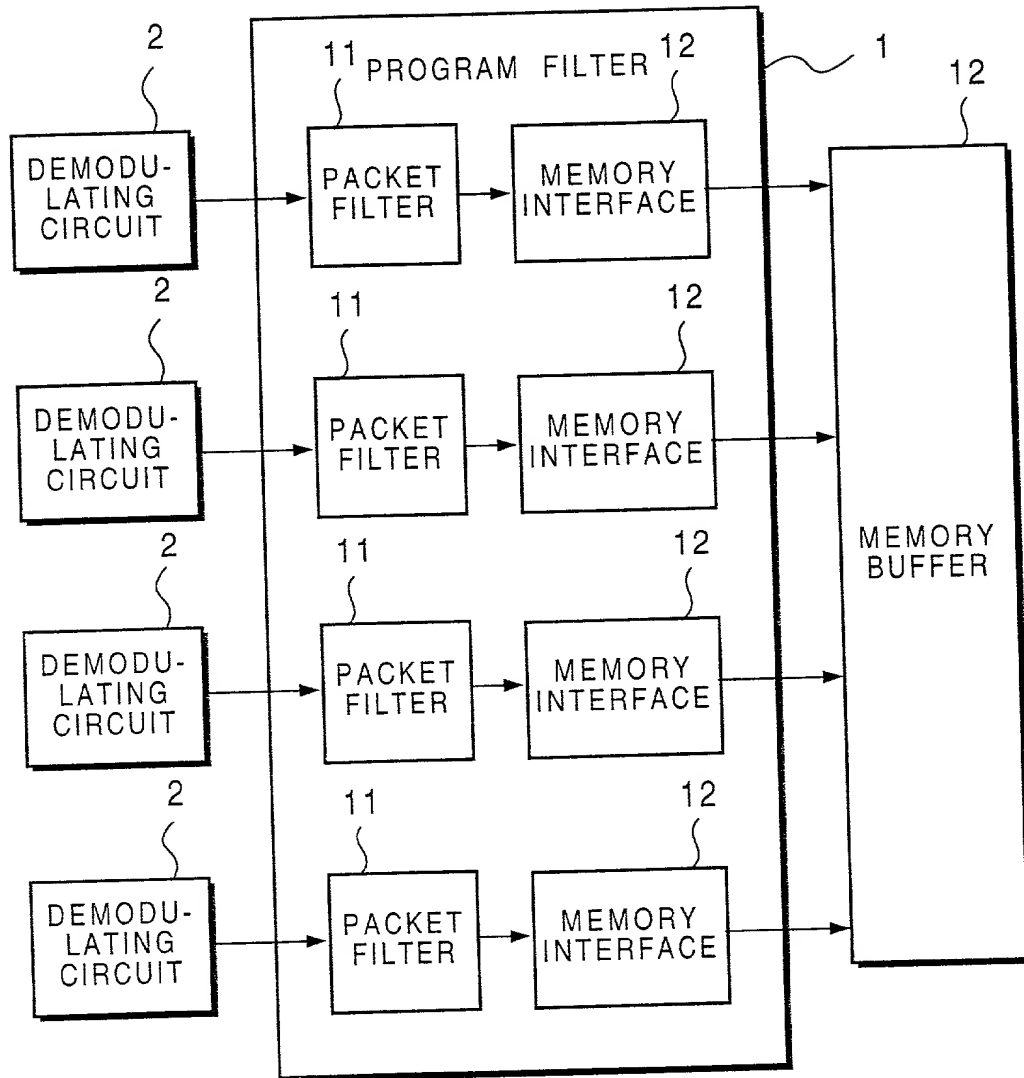 2
11
PROGRAM FILTER
12
1
12
DEMODU-
LATING
CIRCUIT
PACKET
FILTER
MEMORY
INTERFACE
2
11
12
DEMODU-
LATING
CIRCUIT
PACKET
FILTER
MEMORY
INTERFACE
MEMORY
BUFFER
2
11
12
DEMODU-
LATING
CIRCUIT
PACKET
FILTER
MEMORY
INTERFACE
2
11
12
DEMODU-
LATING
CIRCUIT
PACKET
FILTER
MEMORY
INTERFACE